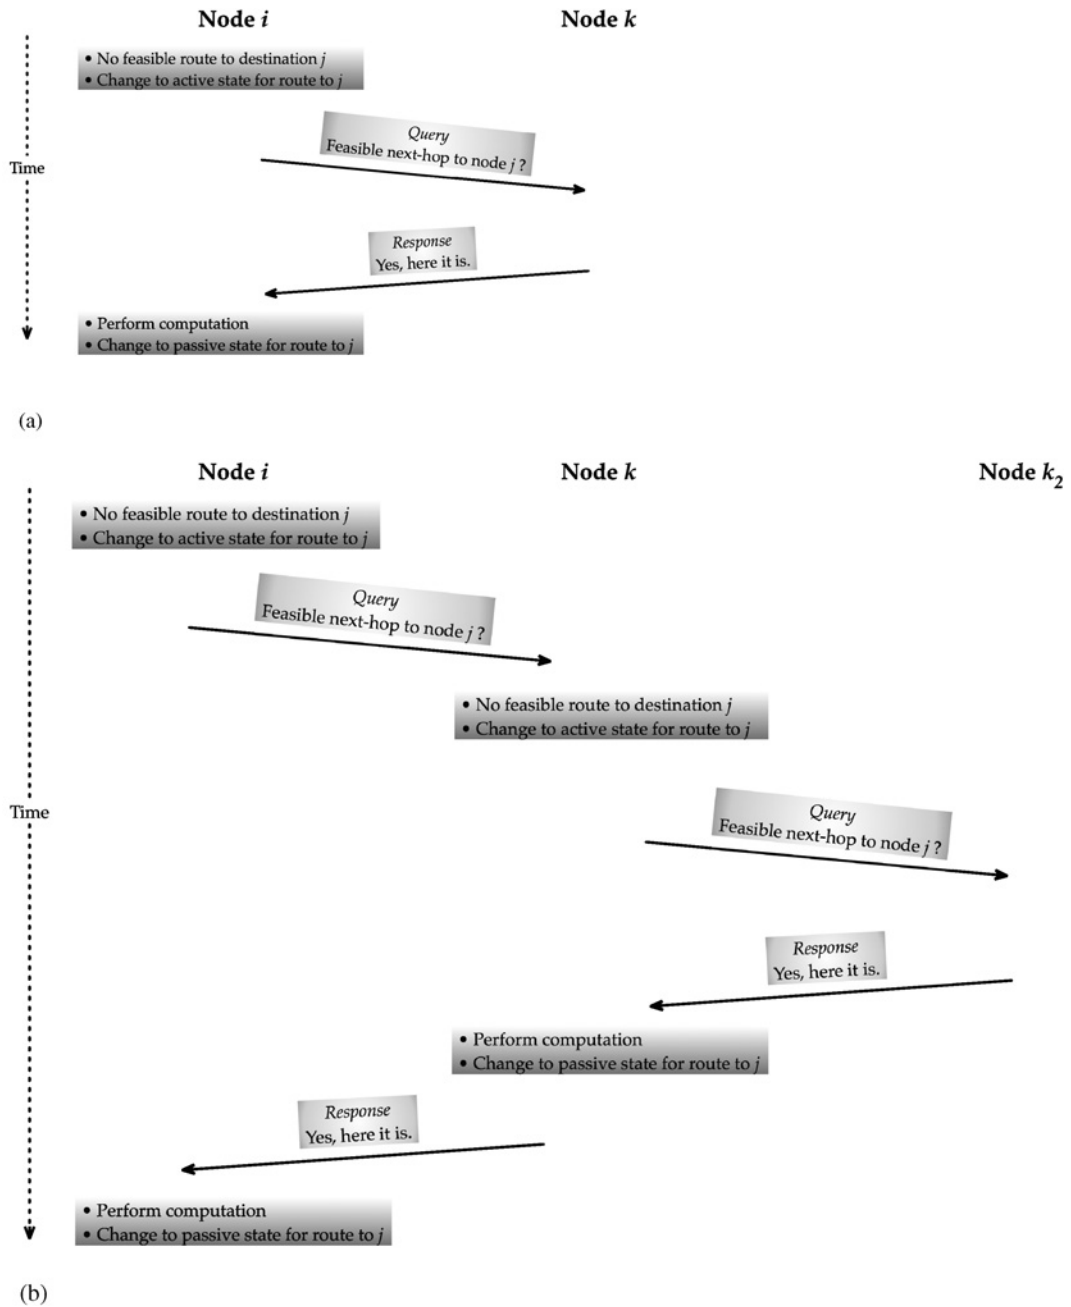 Node i
Node k
• No feasible route to destination j
• Change to active state for route to j
Query
Feasible next-hop to node j ?
Time
Response
Yes, here it is.
• Perform computation
• Change to passive state for route to j
(a)
Node i
Node k
Node k₂
• No feasible route to destination j
• Change to active state for route to j
Query
Feasible next-hop to node j ?
• No feasible route to destination j
• Change to active state for route to j
Time
Query
Feasible next-hop to node j ?
Response
Yes, here it is.
• Perform computation
• Change to passive state for route to j
Response
Yes, here it is.
• Perform computation
• Change to passive state for route to j
(b)